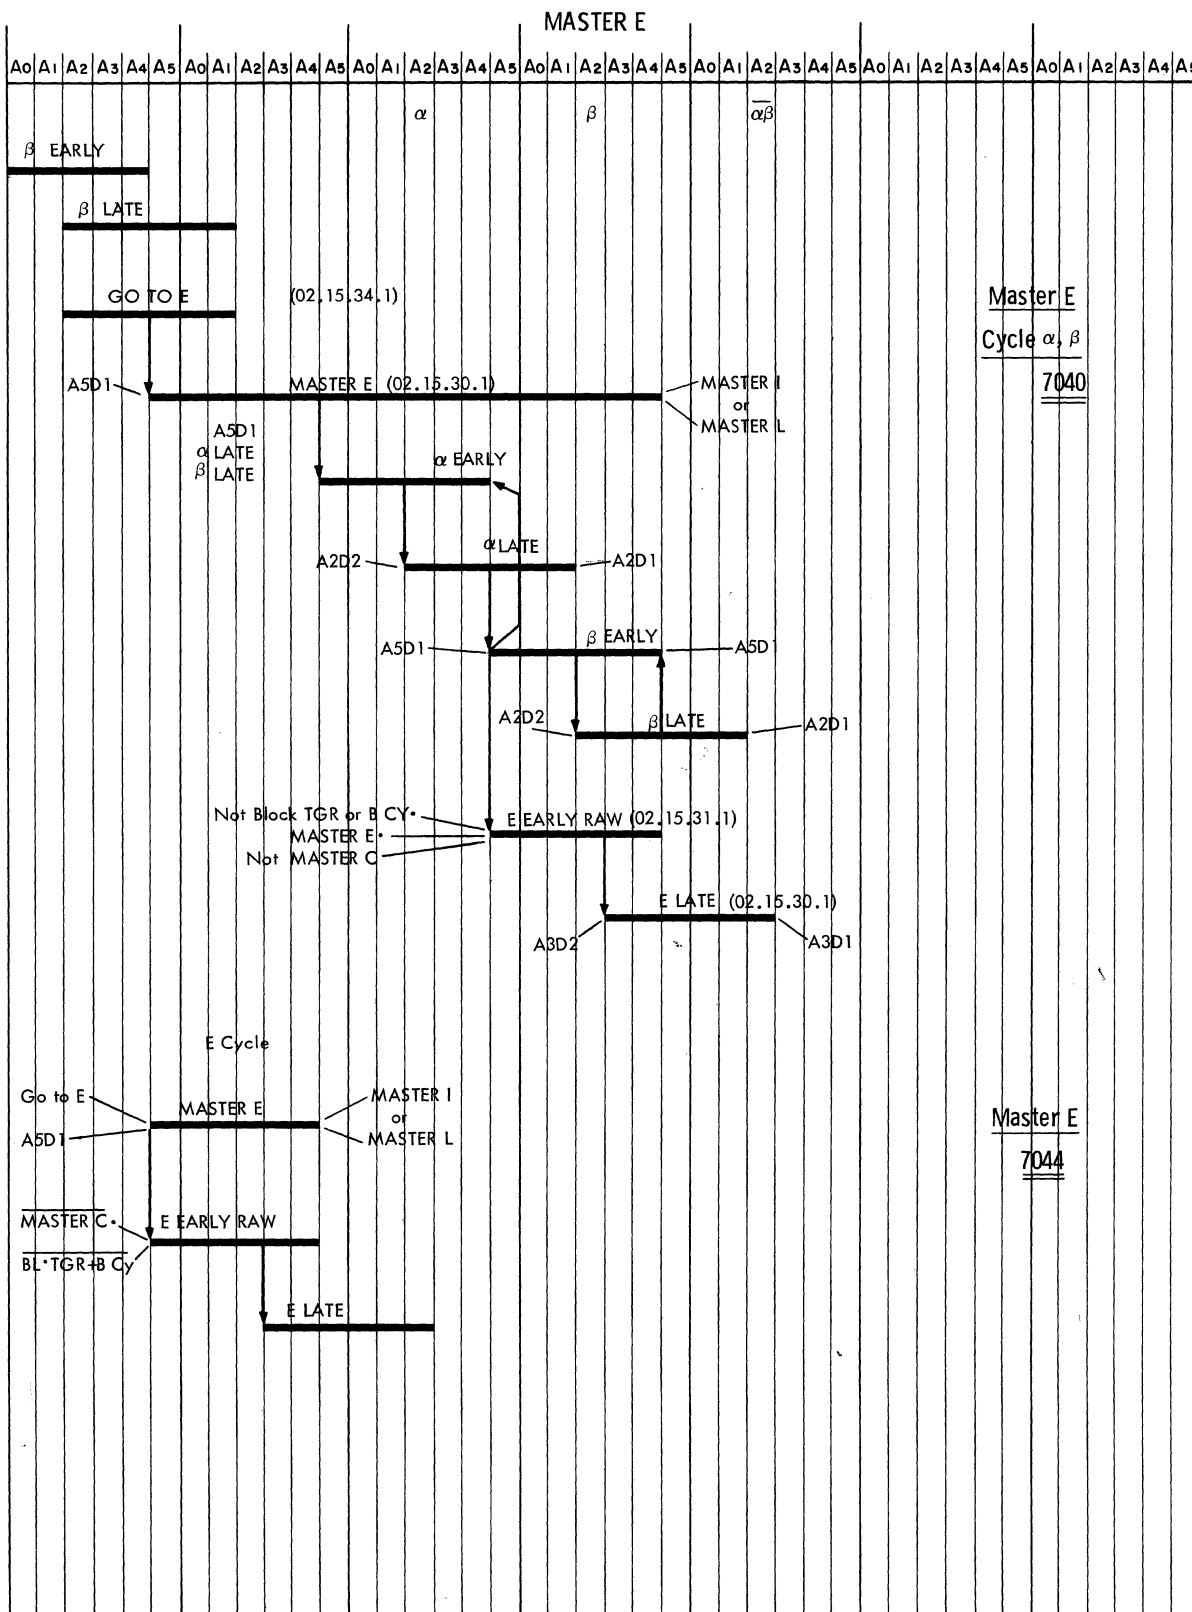 MASTER E
A0 A1 A2 A3 A4 A5 A0 A1 A2 A3 A4 A5 A0 A1 A2 A3 A4 A5 A0 A1 A2 A3 A4 A5 A0 A1 A2 A3 A4 A5 A0 A1 A2 A3 A4 A5 A0 A1 A2 A3 A4 A5
α β α̅β̅
β EARLY
β LATE
GO TO E (02.15.34.1)
Master E
Cycle α, β
7040
A5D1 MASTER E (02.15.30.1) MASTER I
or
MASTER L
A5D1
α LATE
β LATE
α EARLY
α LATE
A2D2 A2D1
β EARLY
A5D1 A5D1
A2D2 β LATE A2D1
Not Block TGR or B CY• E EARLY RAW (02.15.31.1)
MASTER E•
Not MASTER C
E LATE (02.15.30.1)
A3D2 A3D1
E Cycle
Go to E MASTER E MASTER I
or
A5D1 MASTER L
Master E
7044
M̅A̅S̅T̅E̅R̅ C̅• E EARLY RAW
B̅L̅•̅T̅G̅R̅+̅B̅ C̅y̅
E LATE